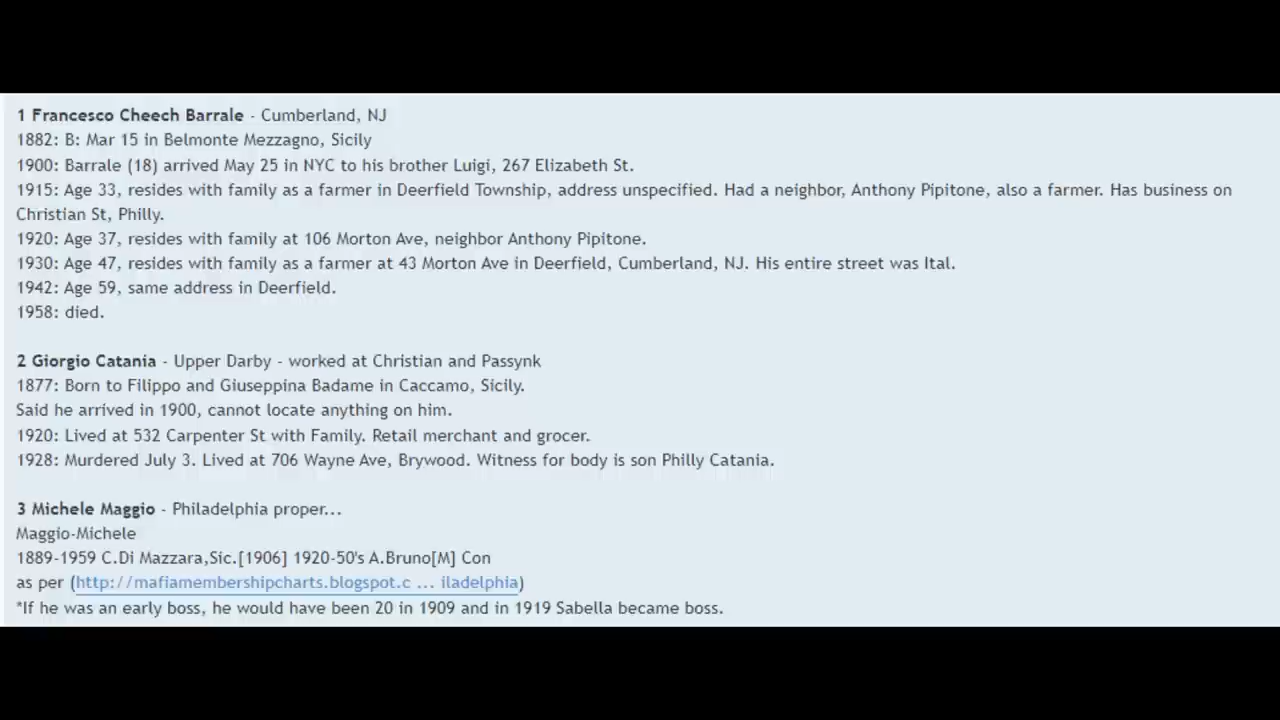 1 Francesco Cheech Barrale - Cumberland, NJ
1882: B: Mar 15 in Belmonte Mezzagno, Sicily
1900: Barrale (18) arrived May 25 in NYC to his brother Luigi, 267 Elizabeth St.
1915: Age 33, resides with family as a farmer in Deerfield Township, address unspecified. Had a neighbor, Anthony Pipitone, also a farmer. Has business on
Christian St, Philly.
1920: Age 37, resides with family at 106 Morton Ave, neighbor Anthony Pipitone.
1930: Age 47, resides with family as a farmer at 43 Morton Ave in Deerfield, Cumberland, NJ. His entire street was Ital.
1942: Age 59, same address in Deerfield.
1958: died.
2 Giorgio Catania - Upper Darby - worked at Christian and Passynk
1877: Born to Filippo and Giuseppina Badame in Caccamo, Sicily.
Said he arrived in 1900, cannot locate anything on him.
1920: Lived at 532 Carpenter St with Family. Retail merchant and grocer.
1928: Murdered July 3. Lived at 706 Wayne Ave, Brywood. Witness for body is son Philly Catania.
3 Michele Maggio - Philadelphia proper...
Maggio-Michele
1889-1959 C.Di Mazzara,Sic.[1906] 1920-50's A.Bruno[M] Con
as per (http://mafiamembershipcharts.blogspot.c ... iladelphia)
*If he was an early boss, he would have been 20 in 1909 and in 1919 Sabella became boss.